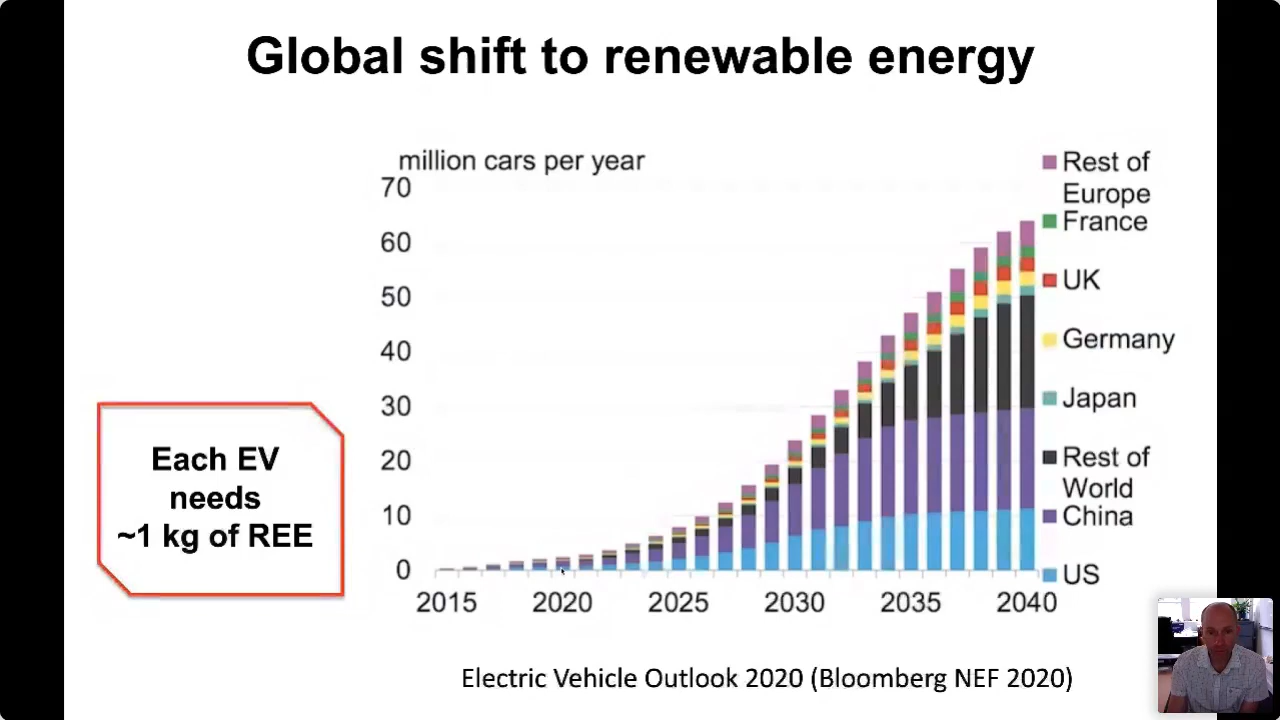 Global shift to renewable energy
million cars per year
70
60
50
40
30
20
10
0
2015 2020 2025 2030 2035 2040
Rest of
Europe
France
UK
Germany
Japan
Rest of
World
China
US
Each EV
needs
~1 kg of REE
Electric Vehicle Outlook 2020 (Bloomberg NEF 2020)